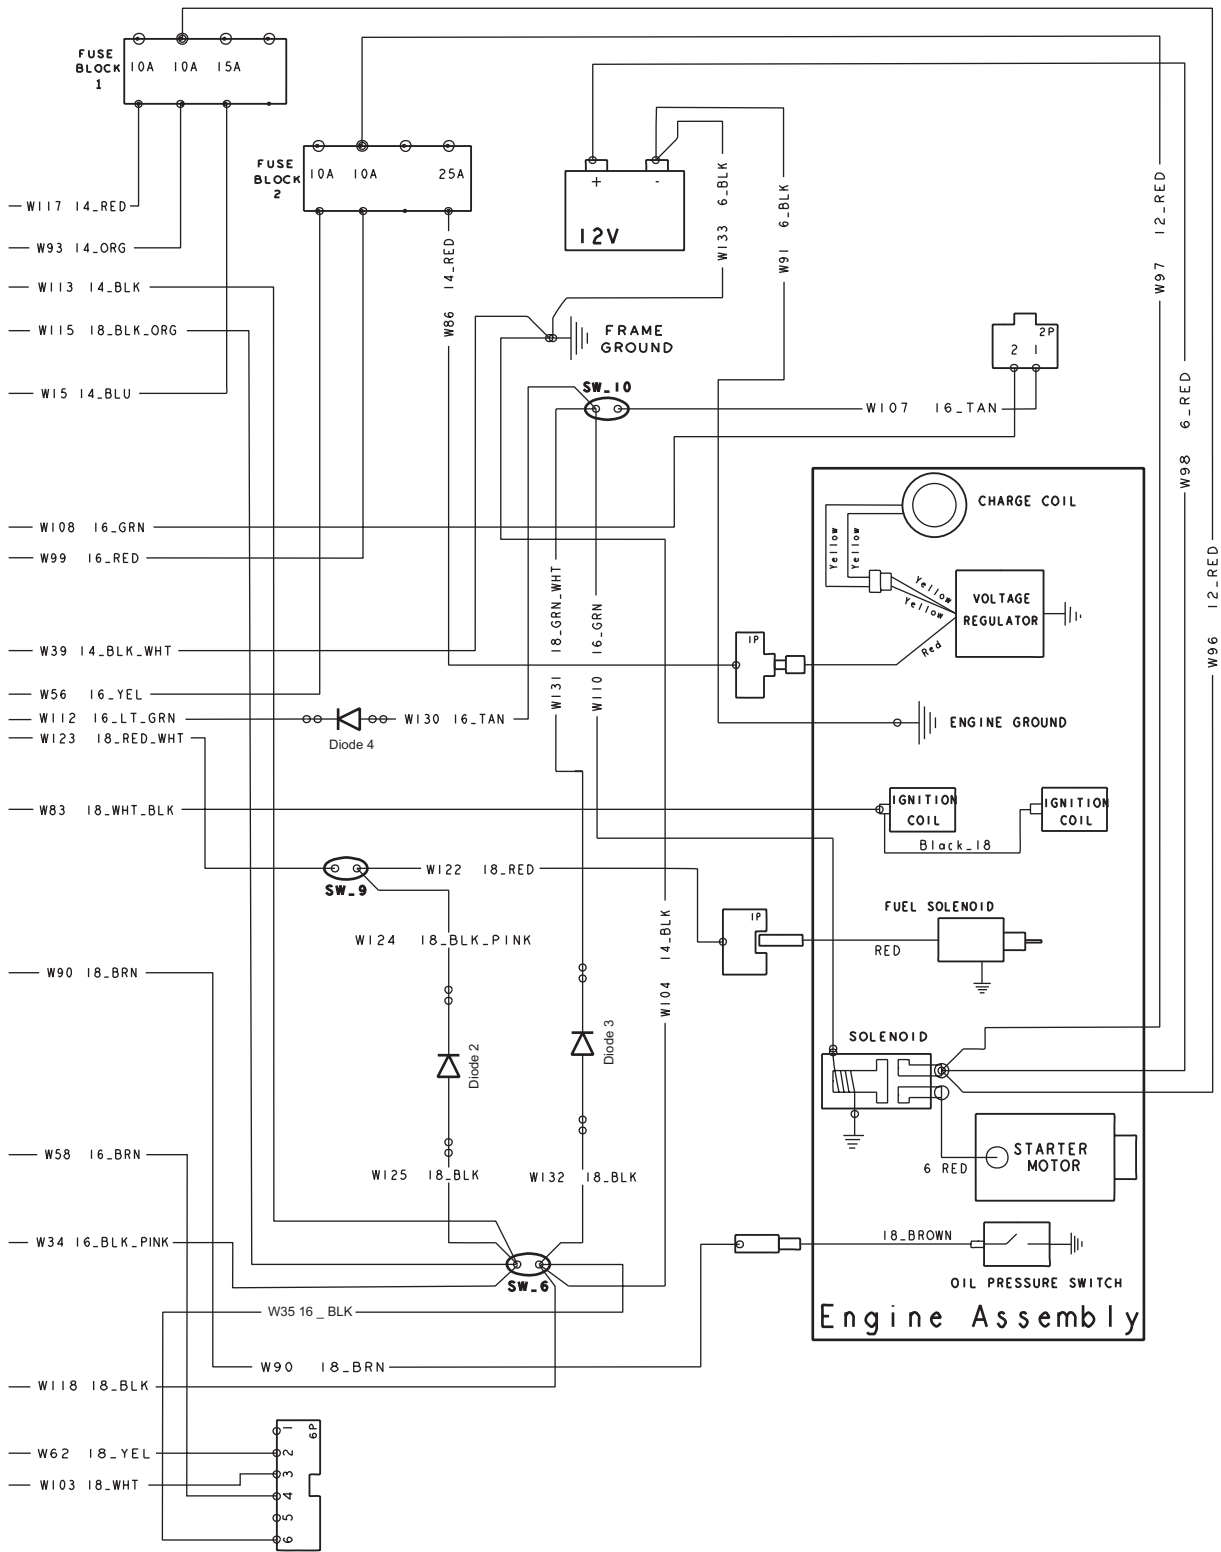 FUSE
BLOCK
1
10A 10A 15A
FUSE
BLOCK
2
10A 10A 25A
+ -
12V
W117 14_RED
W93 14_ORG
W113 14_BLK
W115 18_BLK_ORG
W15 14_BLU
W86 14_RED
W133 6_BLK
W91 6_BLK
W97 12_RED
W98 6_RED
W96 12_RED
FRAME
GROUND
2P
2 1
SW_10
W107 16_TAN
W108 16_GRN
W99 16_RED
W131 18_GRN_WHT
W110 16_GRN
CHARGE COIL
Yellow
Yellow
Yellow
Yellow
Red
VOLTAGE
REGULATOR
1P
W39 14_BLK_WHT
W56 16_YEL
W112 16_LT_GRN
W130 16_TAN
Diode 4
W123 18_RED_WHT
ENGINE GROUND
W83 18_WHT_BLK
IGNITION
COIL
IGNITION
COIL
Black_18
SW_9
W122 18_RED
W124 18_BLK_PINK
1P
FUEL SOLENOID
RED
W90 18_BRN
W104 14_BLK
Diode 2
Diode 3
SOLENOID
W58 16_BRN
W125 18_BLK
W132 18_BLK
6 RED
STARTER
MOTOR
W34 16_BLK_PINK
18_BROWN
SW_6
OIL PRESSURE SWITCH
W35 16 _ BLK
Engine Assembly
W90 18_BRN
W118 18_BLK
6P
1
2
3
4
5
6
W62 18_YEL
W103 18_WHT